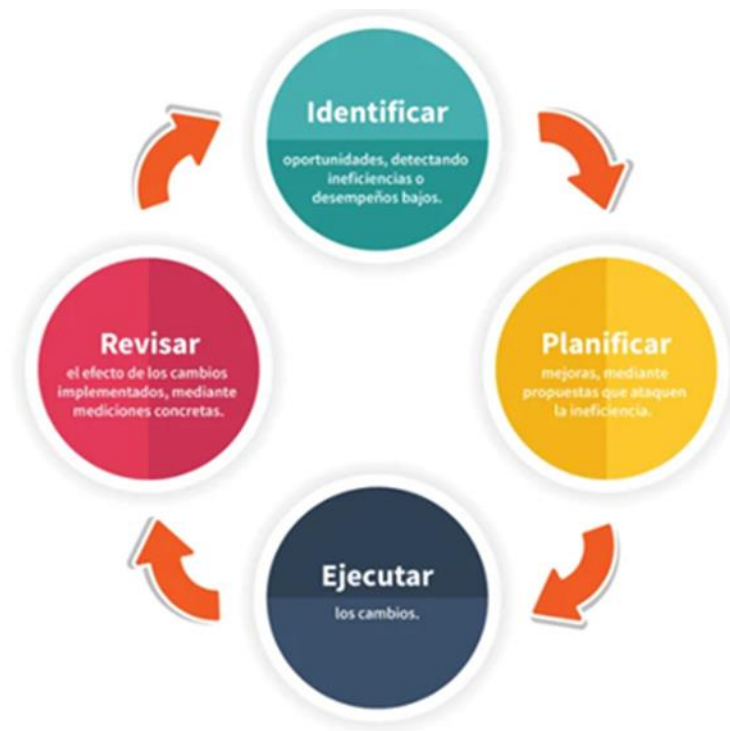 Identificar
oportunidades, detectando
ineficiencias o
desempeños bajos.
Planificar
mejoras, mediante
propuestas que ataquen
la ineficiencia.
Ejecutar
los cambios.
Revisar
el efecto de los cambios
implementados, mediante
mediciones concretas.